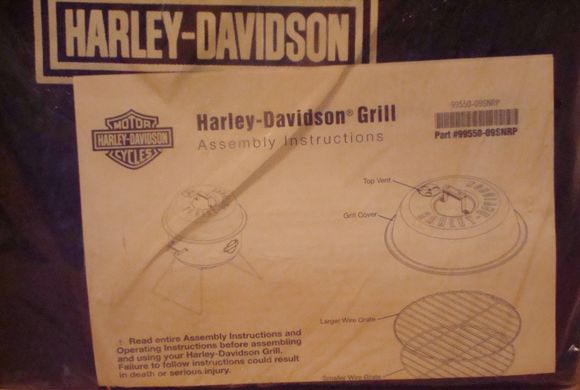 HARLEY-DAVIDSON
MOTOR
HARLEY-DAVIDSON
CYCLES
Harley-Davidson® Grill
Assembly Instructions
99550-09SNRP
Part #99550-09SNRP
Top Vent
Grill Cover
Larger Wire Grate
Smaller Wire Grate
! Read entire Assembly Instructions and
Operating Instructions before assembling
and using your Harley-Davidson Grill.
Failure to follow instructions could result
in death or serious injury.